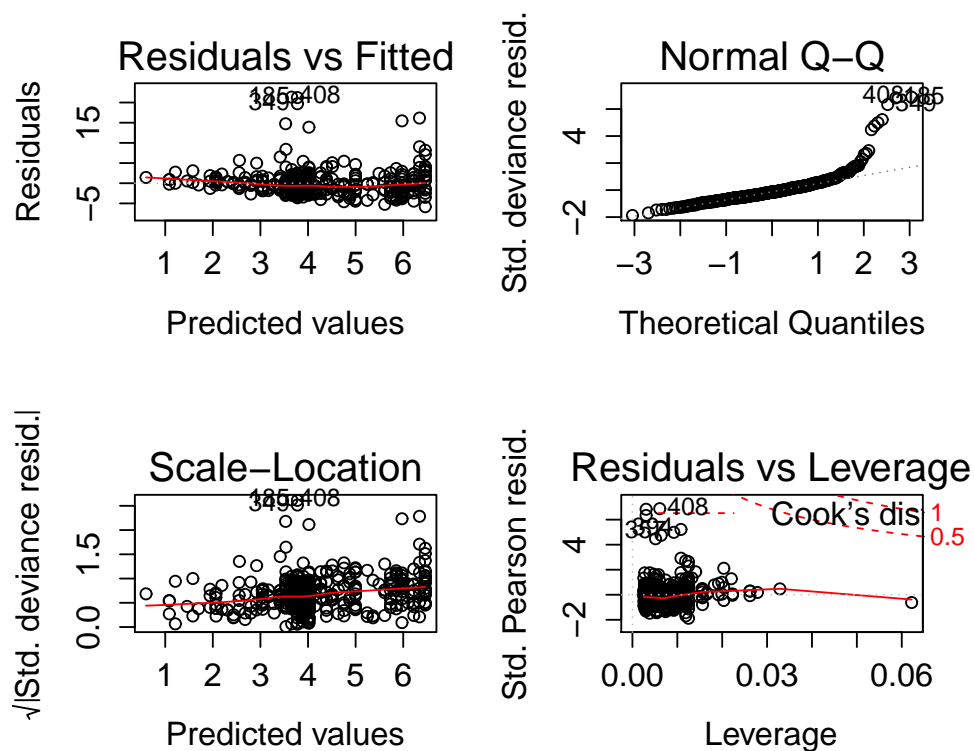 Residuals vs Fitted
Residuals
15
−5
408
1 2 3 4 5 6
Predicted values
Normal Q−Q
Std. deviance resid.
4
−2
408
−3 −1 1 2 3
Theoretical Quantiles
Scale−Location
√|Std. deviance resid.|
1.5
0.0
408
1 2 3 4 5 6
Predicted values
Residuals vs Leverage
Std. Pearson resid.
4
−2
408
Cook's dis
1
0.5
0.00 0.03 0.06
Leverage